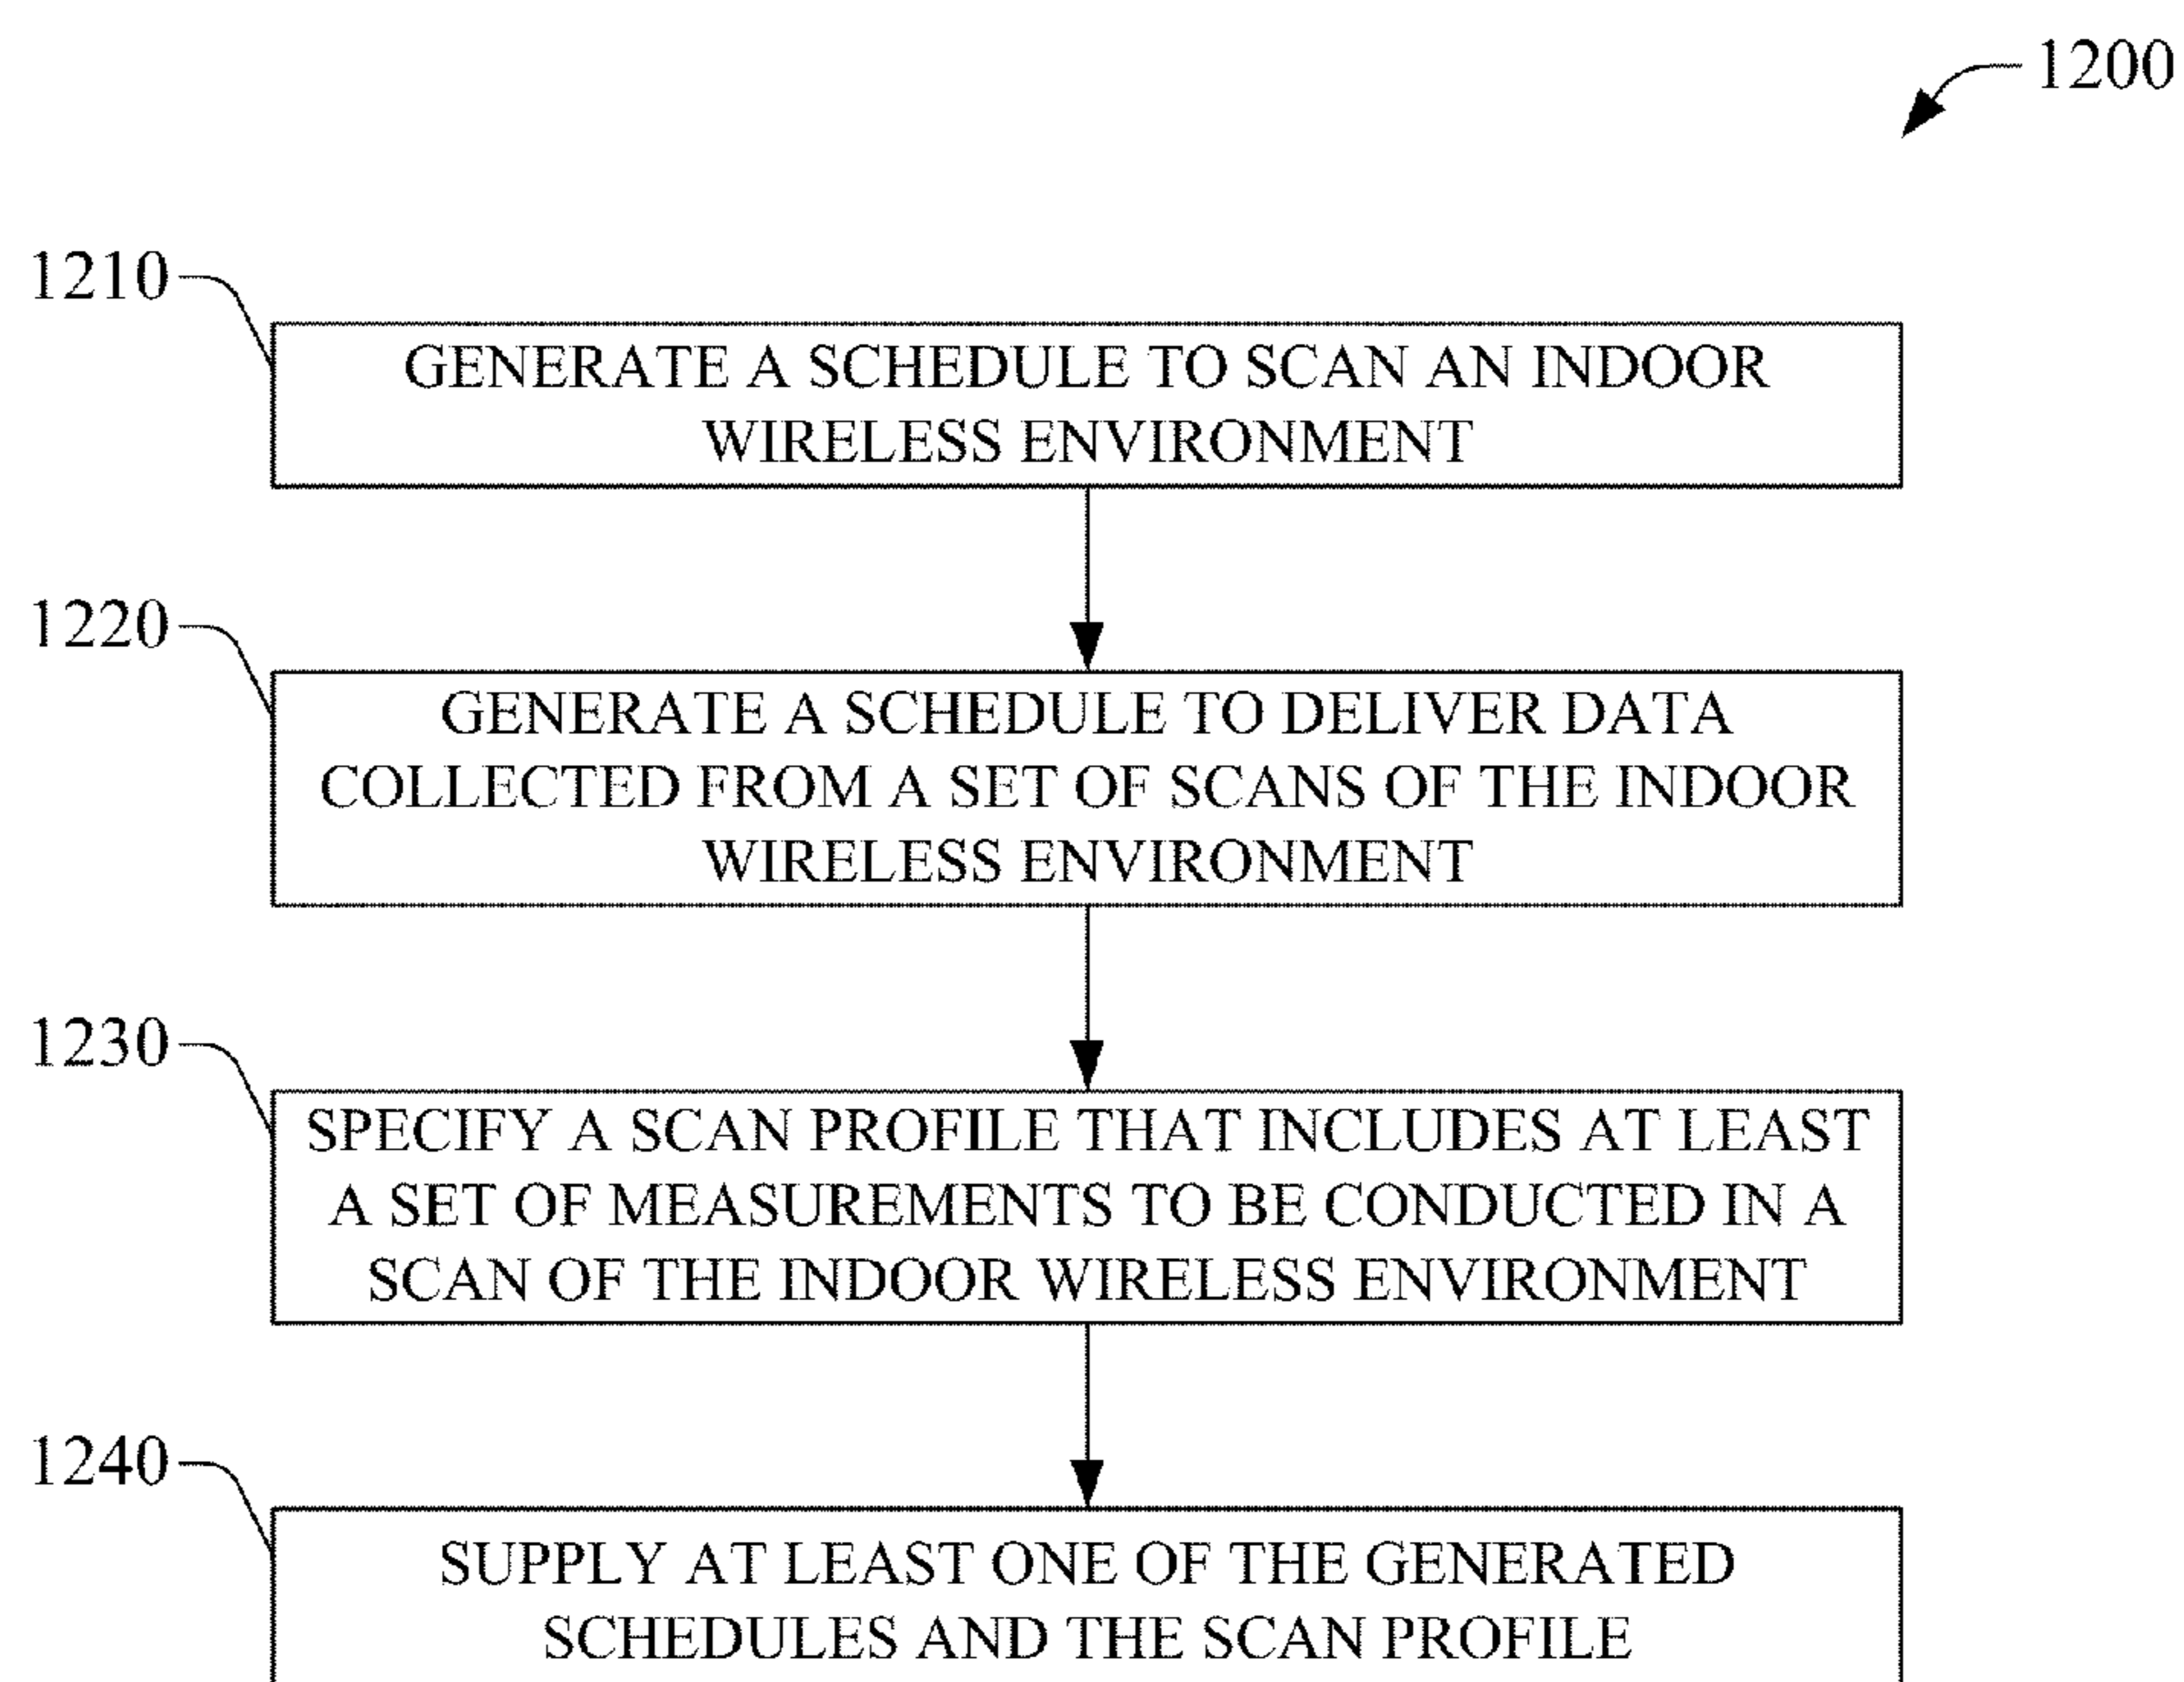 1200
1210
GENERATE A SCHEDULE TO SCAN AN INDOOR
WIRELESS ENVIRONMENT
1220
GENERATE A SCHEDULE TO DELIVER DATA
COLLECTED FROM A SET OF SCANS OF THE INDOOR
WIRELESS ENVIRONMENT
1230
SPECIFY A SCAN PROFILE THAT INCLUDES AT LEAST
A SET OF MEASUREMENTS TO BE CONDUCTED IN A
SCAN OF THE INDOOR WIRELESS ENVIRONMENT
1240
SUPPLY AT LEAST ONE OF THE GENERATED
SCHEDULES AND THE SCAN PROFILE